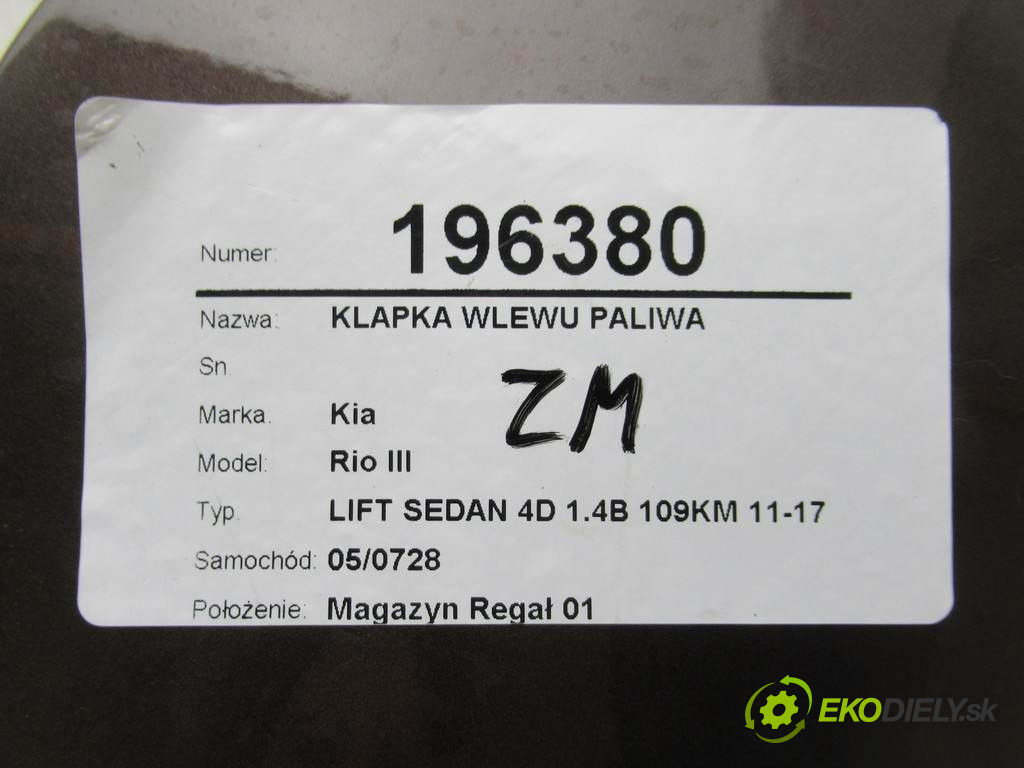 Numer: 196380
Nazwa: KLAPKA WLEWU PALIWA
Sn.
ZM
Marka: Kia
Model: Rio III
Typ: LIFT SEDAN 4D 1.4B 109KM 11-17
Samochód: 05/0728
Położenie: Magazyn Regał 01
EKODIELY.sk